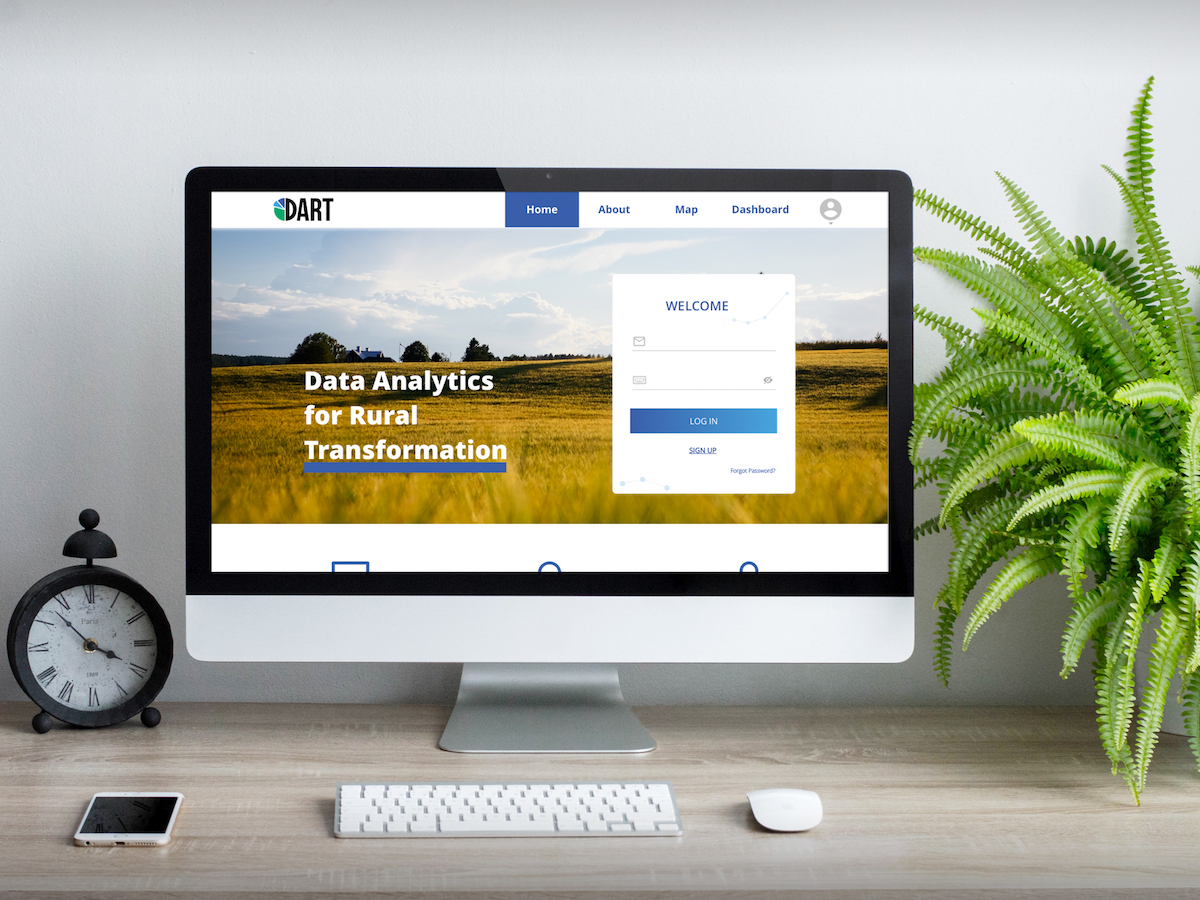 DART
Home
About
Map
Dashboard
WELCOME
Data Analytics
for Rural
Transformation
LOG IN
SIGN UP
Forgot Password?
Paris